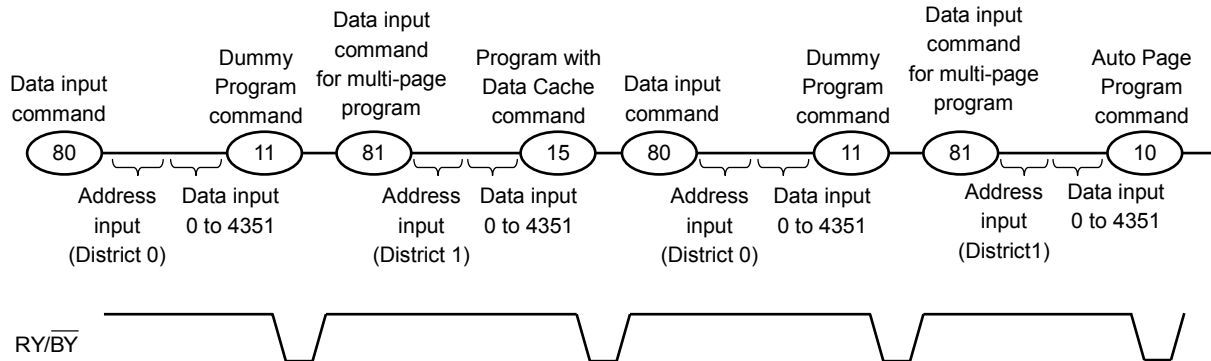 Data input
command
Dummy
Program
command
Data input
command
for multi-page
program
Program with
Data Cache
command
Data input
command
Dummy
Program
command
Data input
command
for multi-page
program
Auto Page
Program
command
80
11
81
15
80
11
81
10
Address
input
(District 0)
Data input
0 to 4351
Address
input
(District 1)
Data input
0 to 4351
Address
input
(District 0)
Data input
0 to 4351
Address
input
(District1)
Data input
0 to 4351
RY/B̅Y̅